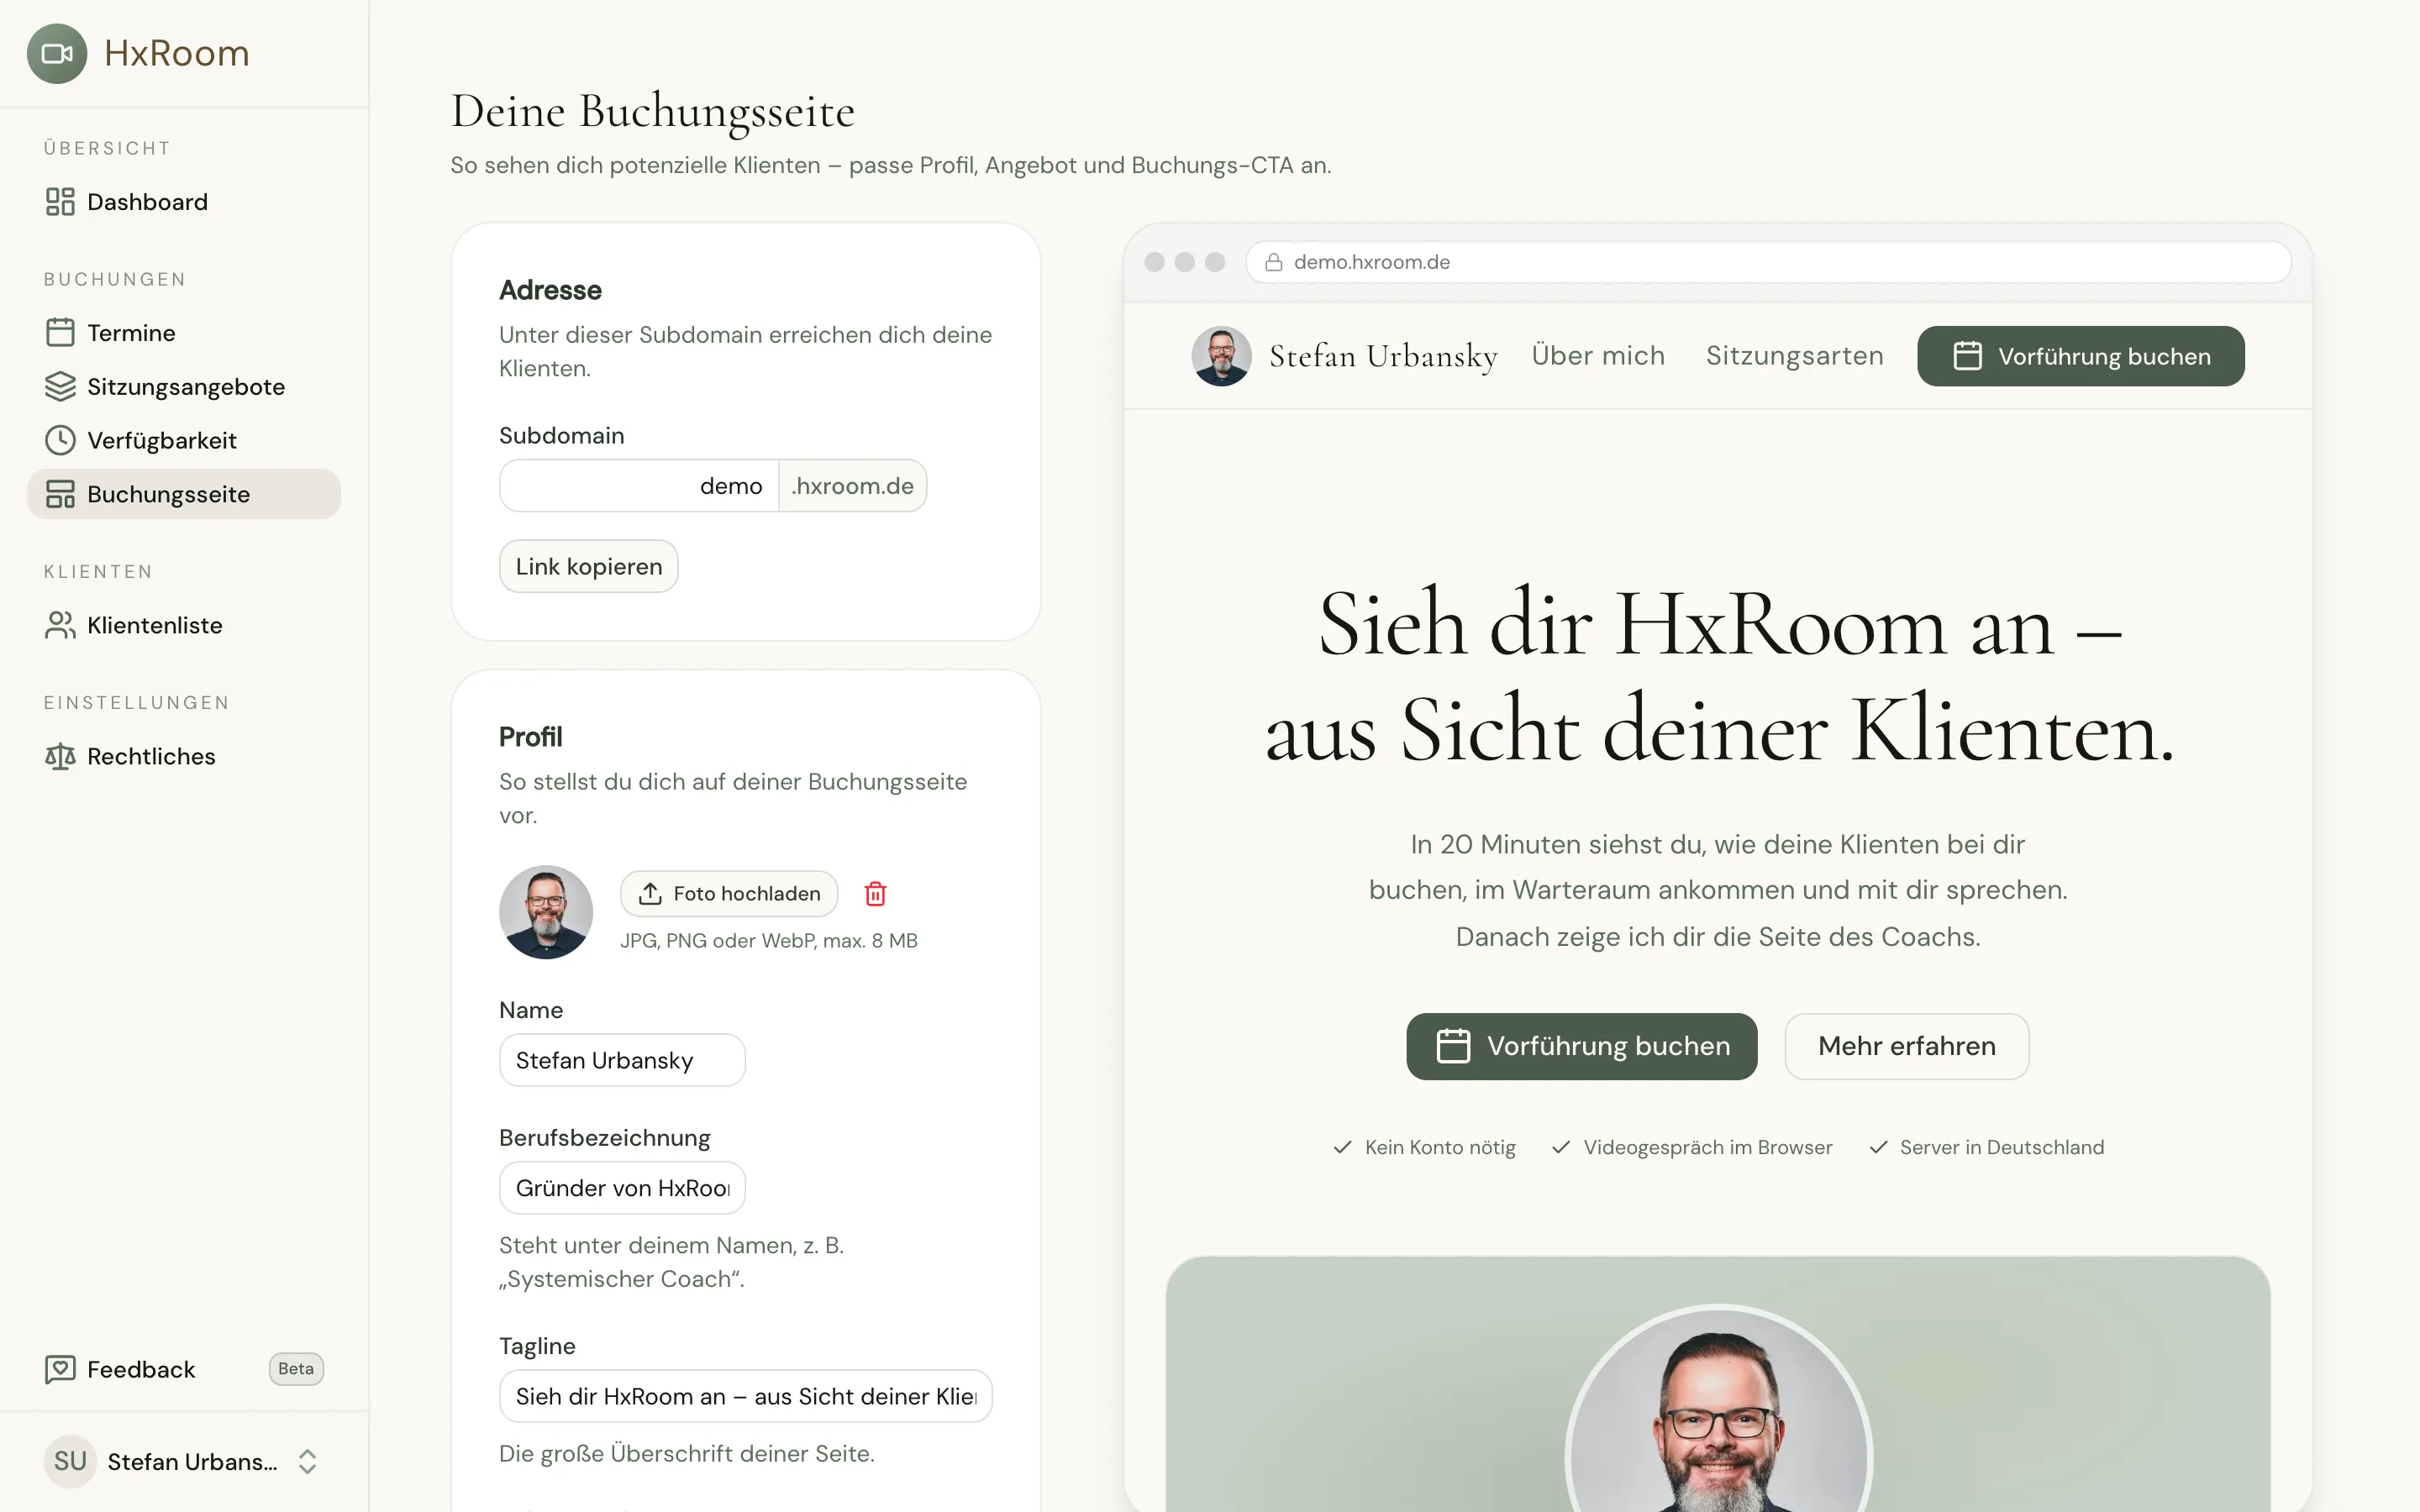 HxRoom
ÜBERSICHT
Dashboard
BUCHUNGEN
Termine
Sitzungsangebote
Verfügbarkeit
Buchungsseite
KLIENTEN
Klientenliste
EINSTELLUNGEN
Rechtliches
Feedback
Beta
SU
Stefan Urbans...
Deine Buchungsseite
So sehen dich potenzielle Klienten – passe Profil, Angebot und Buchungs-CTA an.
Adresse
Unter dieser Subdomain erreichen dich deine
Klienten.
Subdomain
demo .hxroom.de
Link kopieren
Profil
So stellst du dich auf deiner Buchungsseite
vor.
Foto hochladen
JPG, PNG oder WebP, max. 8 MB
Name
Stefan Urbansky
Berufsbezeichnung
Gründer von HxRoo
Steht unter deinem Namen, z. B.
„Systemischer Coach“.
Tagline
Sieh dir HxRoom an – aus Sicht deiner Klie
Die große Überschrift deiner Seite.
demo.hxroom.de
Stefan Urbansky Über mich Sitzungsarten Vorführung buchen
Sieh dir HxRoom an –
aus Sicht deiner Klienten.
In 20 Minuten siehst du, wie deine Klienten bei dir
buchen, im Warteraum ankommen und mit dir sprechen.
Danach zeige ich dir die Seite des Coachs.
Vorführung buchen
Mehr erfahren
Kein Konto nötig
Videogespräch im Browser
Server in Deutschland